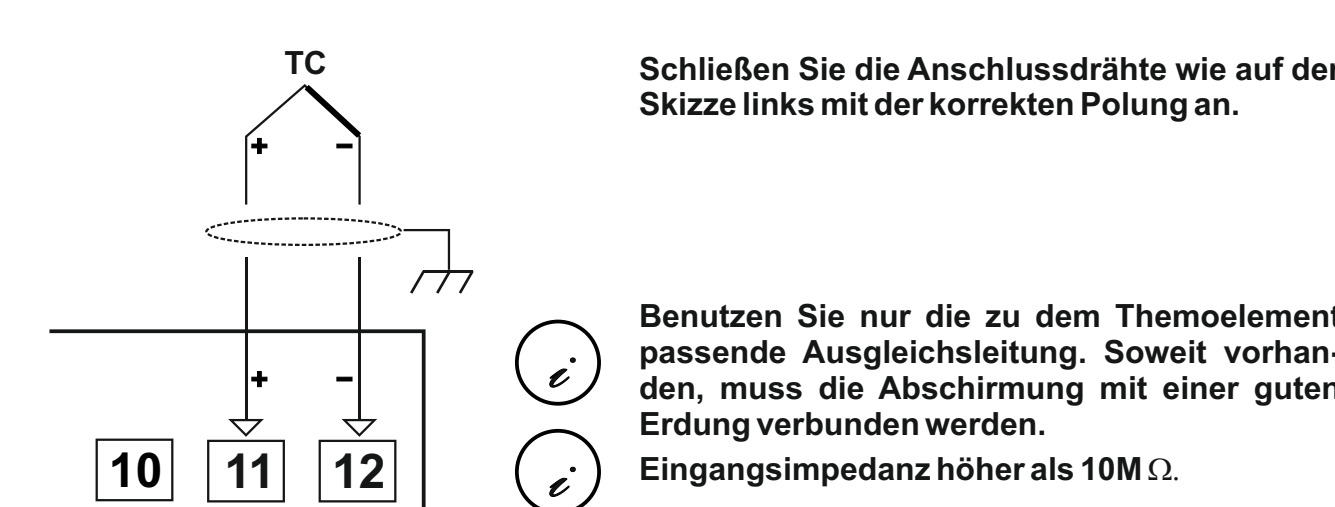 TC
+ -
+ -
10 11 12
Schließen Sie die Anschlussdrähte wie auf der
Skizze links mit der korrekten Polung an.
i
Benutzen Sie nur die zu dem Themoelement
passende Ausgleichsleitung. Soweit vorhan-
den, muss die Abschirmung mit einer guten
Erdung verbunden werden.
i
Eingangsimpedanz höher als 10M Ω.